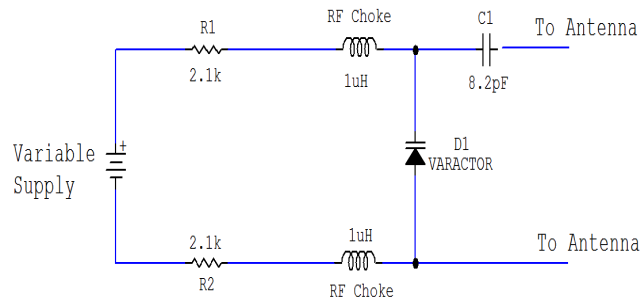 R1
2.1k
RF Choke
1uH
C1
8.2pF
To Antenna
Variable
Supply
+
D1
VARACTOR
2.1k
R2
1uH
RF Choke
To Antenna